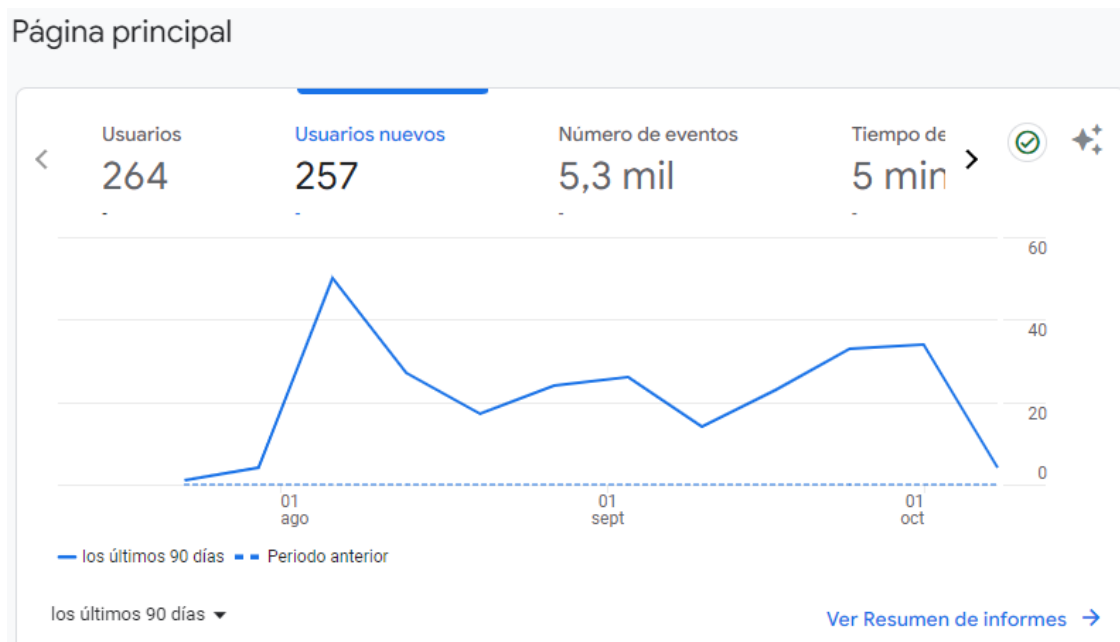 Página principal
Usuarios
264
-
Usuarios nuevos
257
-
Número de eventos
5,3 mil
-
Tiempo de
5 min
-
60
40
20
0
01
ago
01
sept
01
oct
los últimos 90 días
Periodo anterior
los últimos 90 días
Ver Resumen de informes